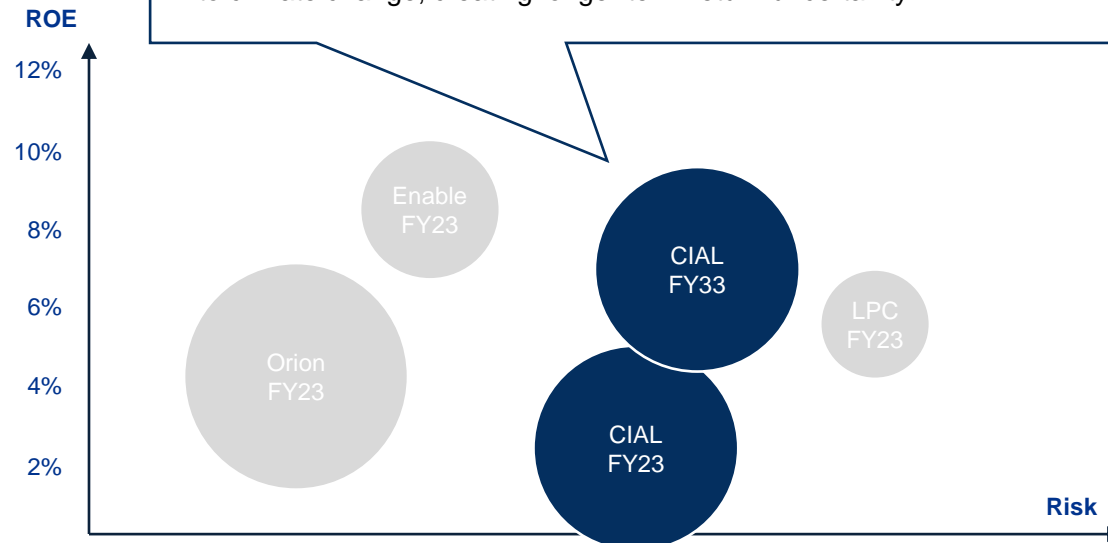 ROE
12%
10%
8%
6%
4%
2%
Enable
FY23
CIAL
FY33
LPC
FY23
Orion
FY23
CIAL
FY23
Risk